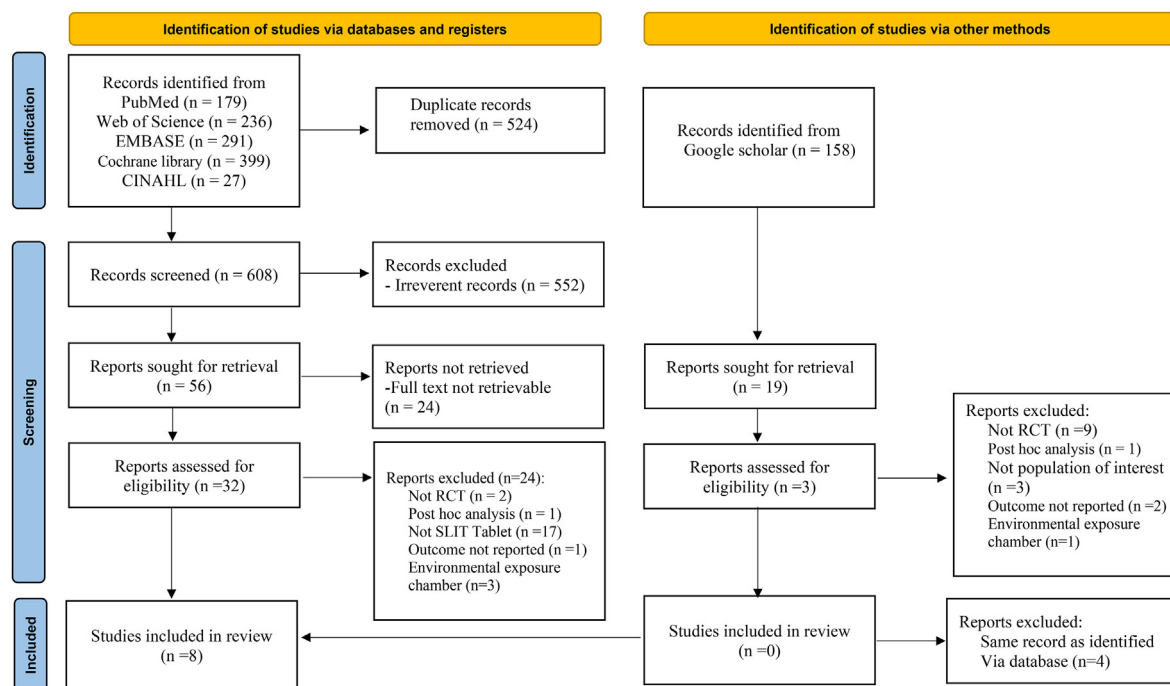 Identification of studies via databases and registers
Identification of studies via other methods
Identification
Records identified from
PubMed (n = 179)
Web of Science (n = 236)
EMBASE (n = 291)
Cochrane library (n = 399)
CINAHL (n = 27)
Duplicate records
removed (n = 524)
Records identified from
Google scholar (n = 158)
Screening
Records screened (n = 608)
Records excluded
- Irreverent records (n = 552)
Reports sought for retrieval
(n = 56)
Reports not retrieved
-Full text not retrievable
(n = 24)
Reports sought for retrieval
(n = 19)
Reports assessed for
eligibility (n =32)
Reports excluded (n=24):
Not RCT (n = 2)
Post hoc analysis (n = 1)
Not SLIT Tablet (n =17)
Outcome not reported (n =1)
Environmental exposure
chamber (n=3)
Reports assessed for
eligibility (n =3)
Reports excluded:
Not RCT (n =9)
Post hoc analysis (n = 1)
Not population of interest
(n =3)
Outcome not reported (n =2)
Environmental exposure
chamber (n=1)
Included
Studies included in review
(n =8)
Studies included in review
(n =0)
Reports excluded:
Same record as identified
Via database (n=4)